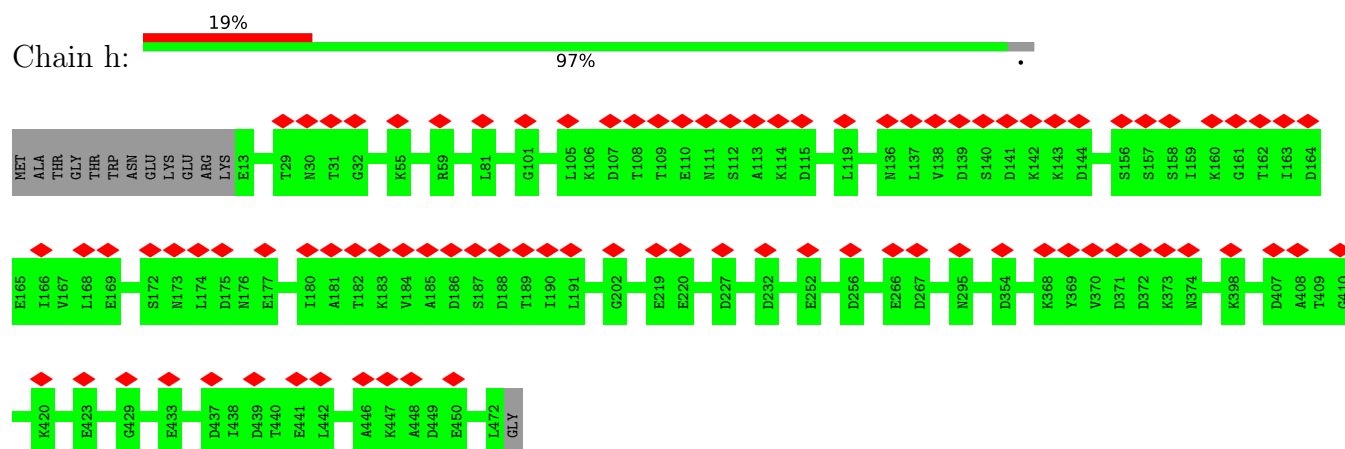 19%
Chain h:
97%
.
MET ALA THR GLY THR TRP ASN GLU LYS GLU ARG LYS E13 T29 N30 T31 G32 K55 R59 L81 G101 L105 K106 D107 T108 T109 E110 N111 S112 A113 K114 D115 L119 N136 L137 V138 D139 S140 D141 K142 K143 D144 S156 S157 S158 I159 K160 G161 T162 I163 D164
E165 I166 V167 L168 E169 S172 N173 L174 D175 N176 E177 I180 A181 T182 K183 V184 A185 D186 S187 D188 T189 I190 L191 G202 E219 E220 D227 D232 E252 D256 E266 D267 N295 D354 K368 Y369 V370 D371 D372 K373 N374 K398 D407 A408 T409 G410
K420 E423 G429 E433 D437 I438 D439 T440 E441 L442 A446 K447 A448 D449 E450 L472 GLY